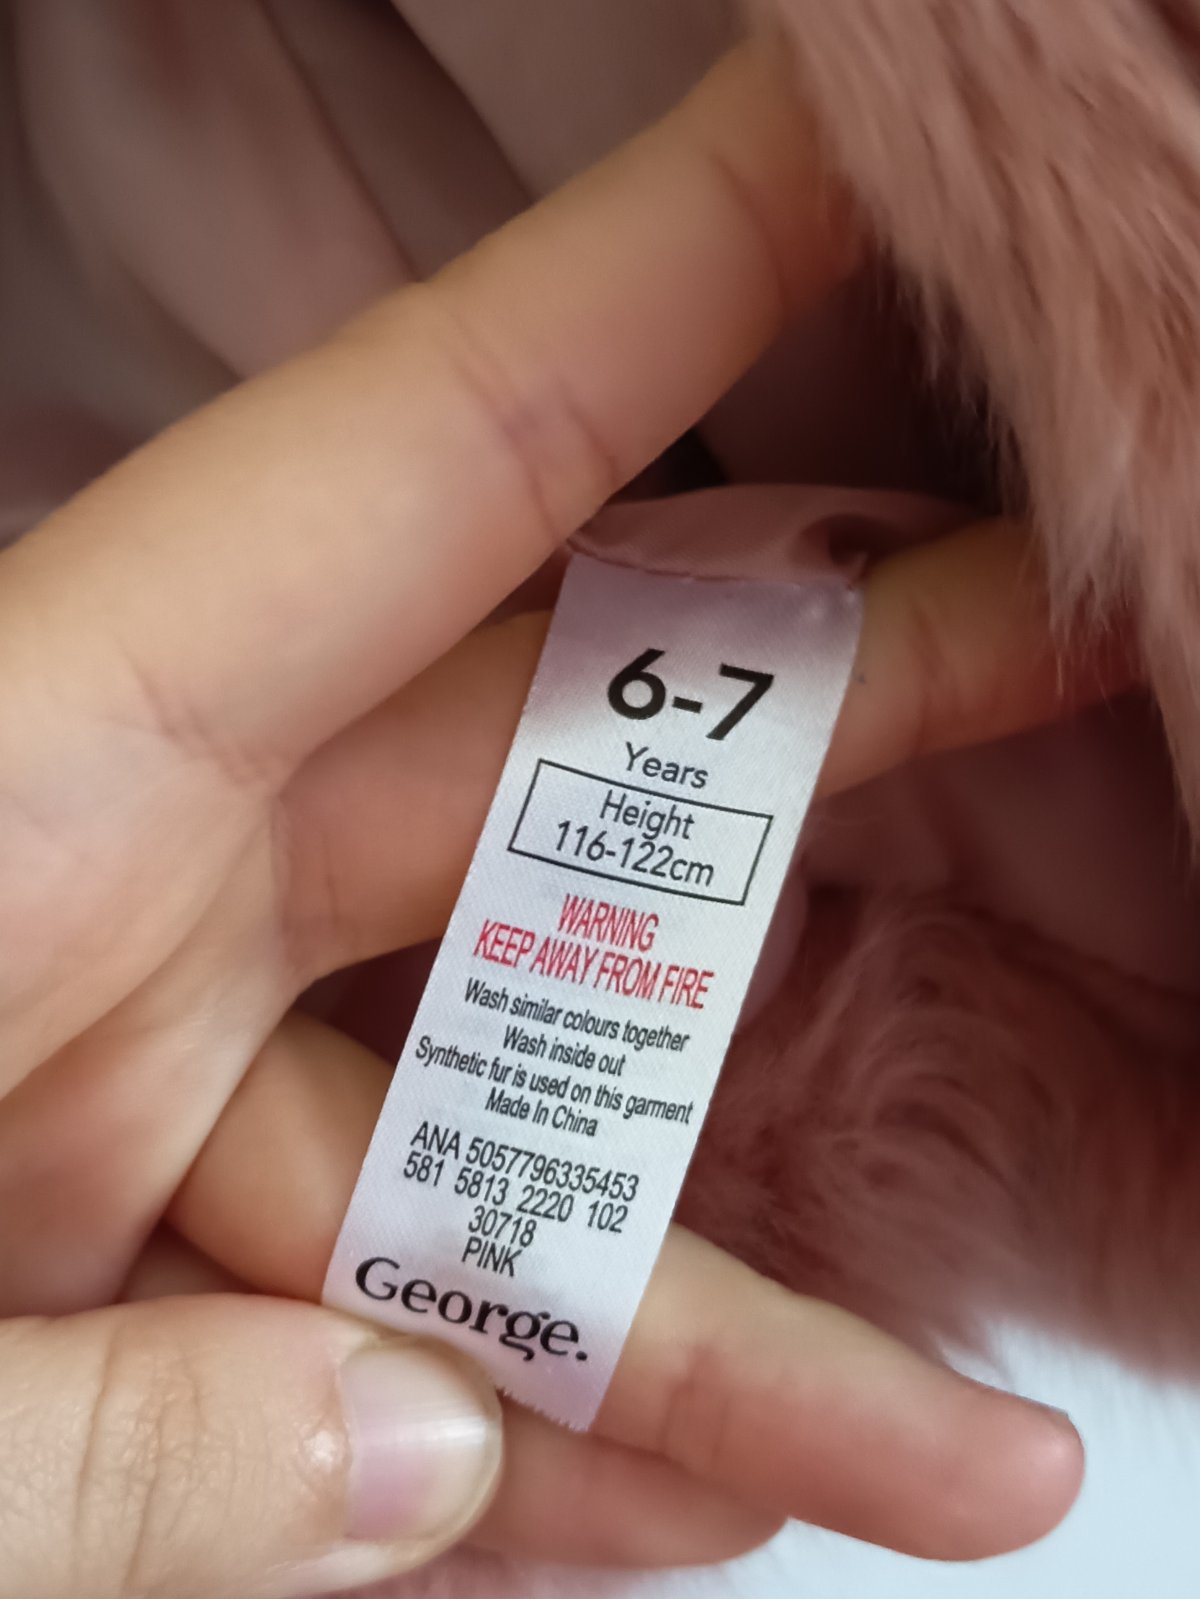 6-7
Years
Height
116-122cm
WARNING
KEEP AWAY FROM FIRE
Wash similar colours together
Wash inside out
Synthetic fur is used on this garment
Made In China
ANA 5057796335453
581 5813 2220 102
30718
PINK
George.